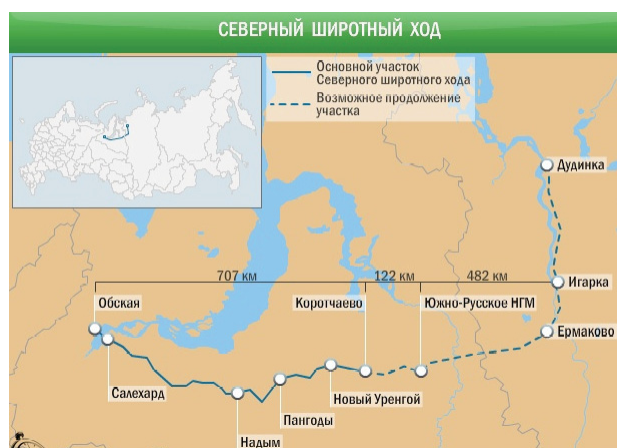 СЕВЕРНЫЙ ШИРОТНЫЙ ХОД
Основной участок
Северного широтного хода
Возможное продолжение
участка
Дудинка
707 км
122 км
482 км
Игарка
Обская
Коротчаево
Южно-Русское НГМ
Ермаково
Салехард
Новый Уренгой
Пангоды
Надым